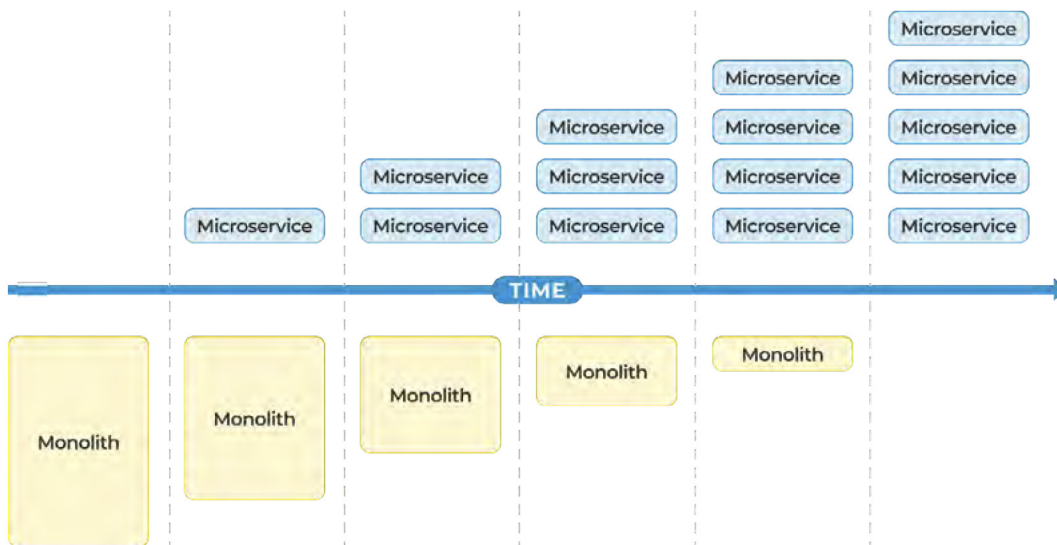 Microservice
Microservice Microservice
Microservice Microservice Microservice
Microservice Microservice Microservice Microservice
Microservice Microservice Microservice Microservice Microservice
TIME
Monolith Monolith Monolith Monolith Monolith